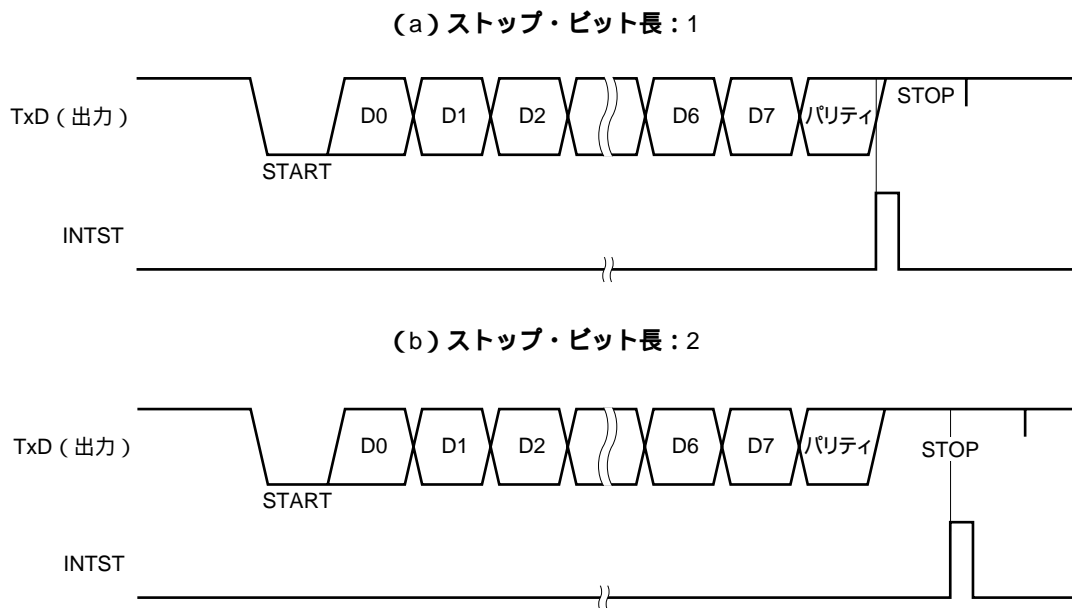 (a)ストップ・ビット長:1
TxD(出力)
D0 D1 D2 D6 D7 パリティ STOP
START
INTST
(b)ストップ・ビット長:2
TxD(出力)
D0 D1 D2 D6 D7 パリティ STOP
START
INTST